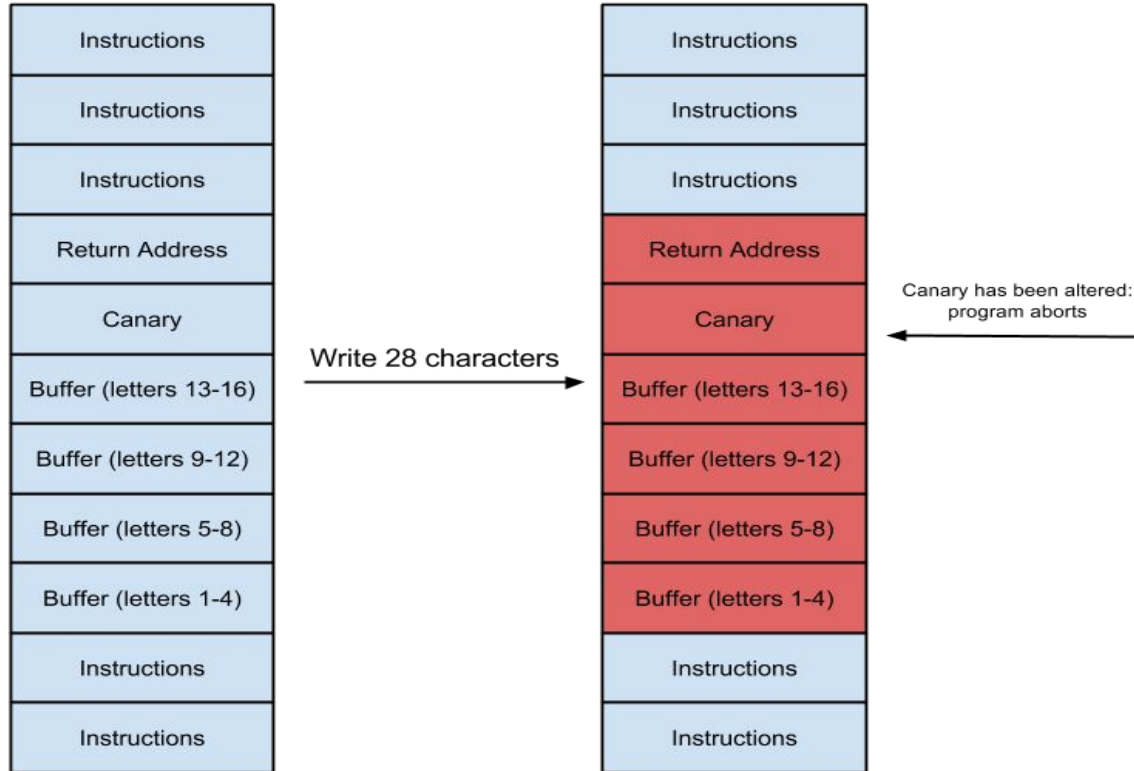 Instructions
Instructions
Instructions
Return Address
Canary
Buffer (letters 13-16)
Buffer (letters 9-12)
Buffer (letters 5-8)
Buffer (letters 1-4)
Instructions
Instructions
Write 28 characters
Instructions
Instructions
Instructions
Return Address
Canary
Buffer (letters 13-16)
Buffer (letters 9-12)
Buffer (letters 5-8)
Buffer (letters 1-4)
Instructions
Instructions
Canary has been altered:
program aborts